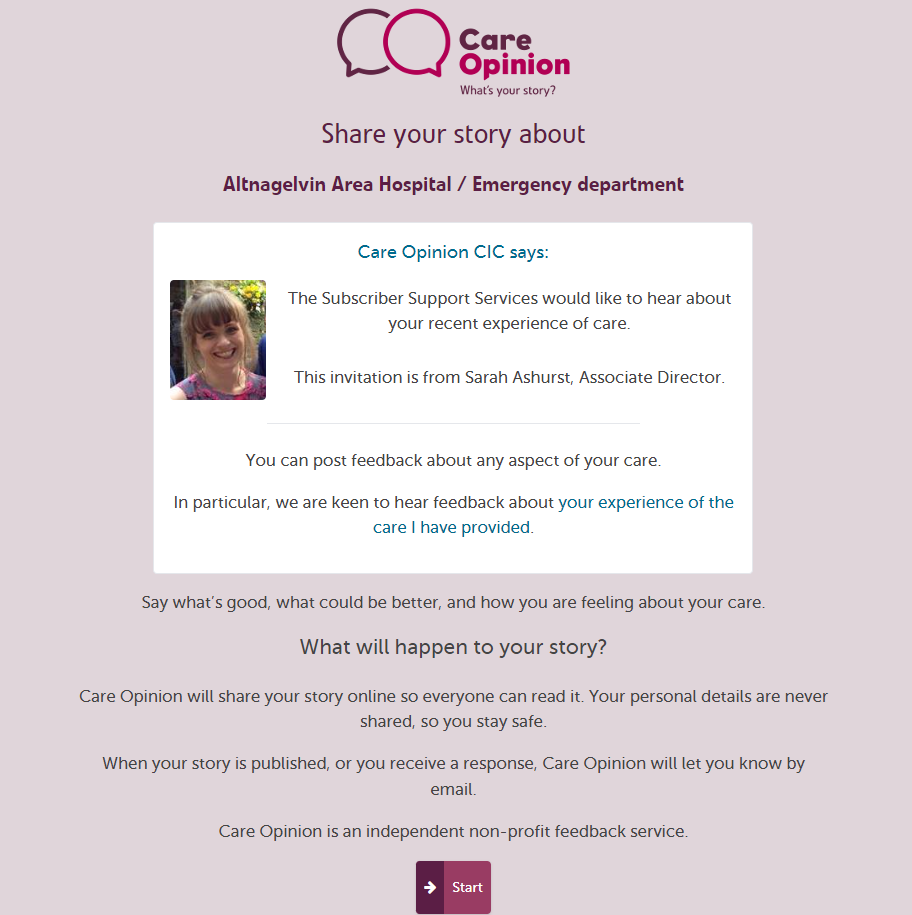 Care
Opinion
What's your story?
Share your story about
Altnagelvin Area Hospital / Emergency department
Care Opinion CIC says:
The Subscriber Support Services would like to hear about
your recent experience of care.
This invitation is from Sarah Ashurst, Associate Director.
You can post feedback about any aspect of your care.
In particular, we are keen to hear feedback about your experience of the
care I have provided.
Say what's good, what could be better, and how you are feeling about your care.
What will happen to your story?
Care Opinion will share your story online so everyone can read it. Your personal details are never
shared, so you stay safe.
When your story is published, or you receive a response, Care Opinion will let you know by
email.
Care Opinion is an independent non-profit feedback service.
Start